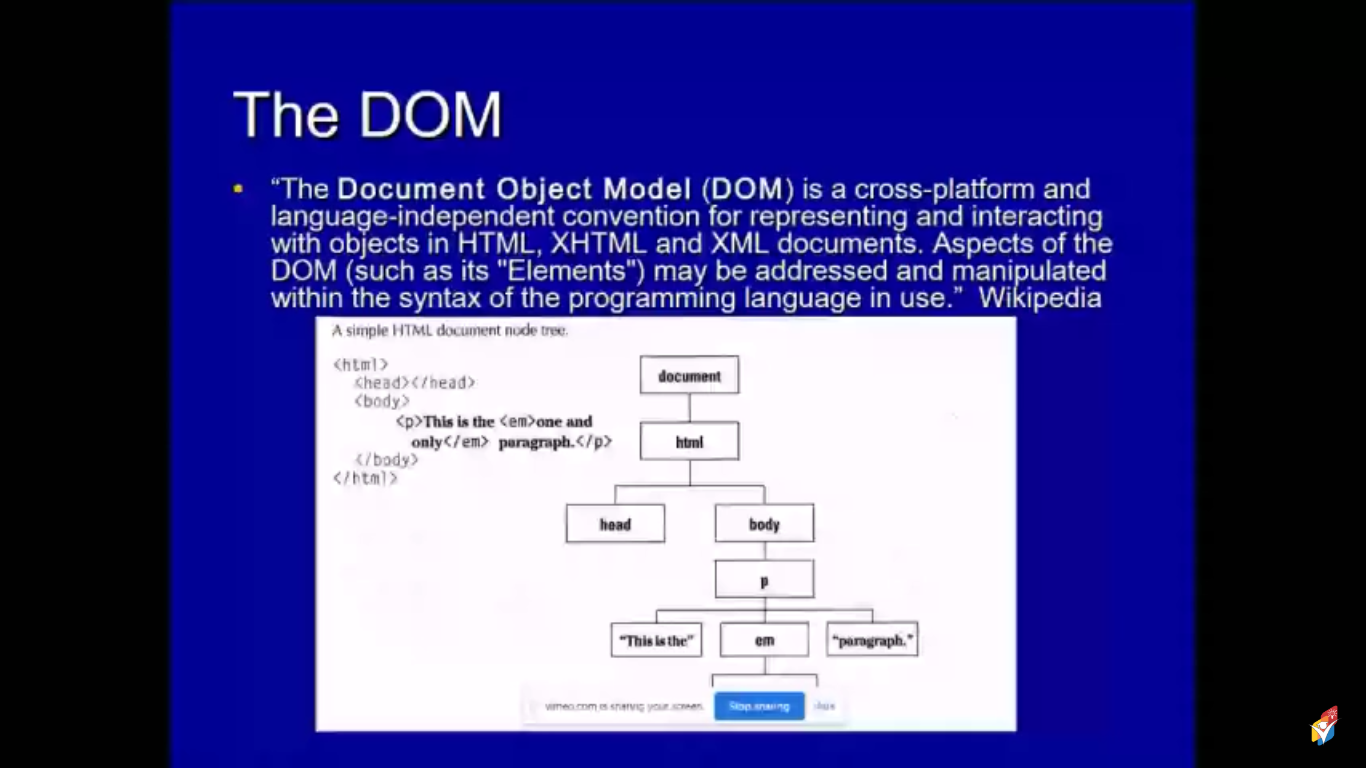 The DOM
• “The Document Object Model (DOM) is a cross-platform and
language-independent convention for representing and interacting
with objects in HTML, XHTML and XML documents. Aspects of the
DOM (such as its "Elements") may be addressed and manipulated
within the syntax of the programming language in use.” Wikipedia
A simple HTML document node tree.
<html>
<head></head>
<body>
<p>This is the <em>one and
only</em> paragraph.</p>
</body>
</html>
document
html
head
body
p
“This is the”
em
“paragraph.”
vimeo.com is sharing your screen.
Stop sharing